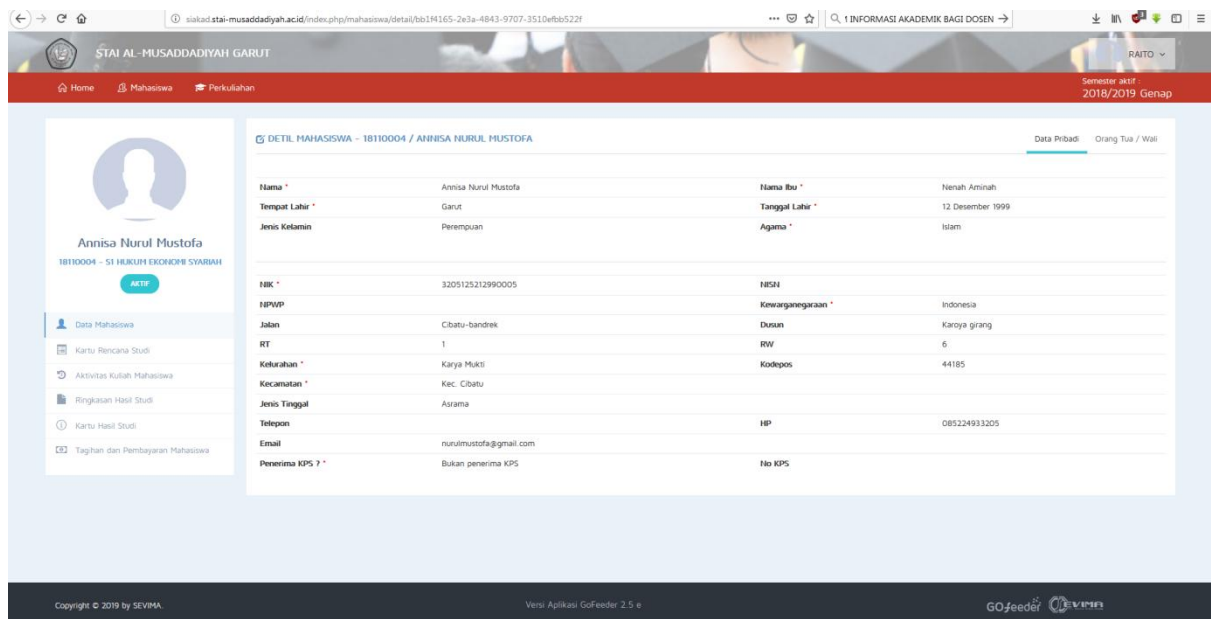 siakad.stai-musaddadiyah.ac.id/index.php/mahasiswa/detail/bb1f4165-2e3a-4843-9707-3510efbb522f
INFORMASI AKADEMIK BAGI DOSEN
STAI AL-MUSADDADIYAH GARUT
RAITO
Home Mahasiswa Perkuliahan
Semester aktif :
2018/2019 Genap
DETIL MAHASISWA - 18110004 / ANNISA NURUL MUSTOFA
Data Pribadi Orang Tua / Wali
Annisa Nurul Mustofa
18110004 - S1 HUKUM EKONOMI SYARIAH
AKTIF
Data Mahasiswa
Kartu Rencana Studi
Aktivitas Kuliah Mahasiswa
Ringkasan Hasil Studi
Kartu Hasil Studi
Tagihan dan Pembayaran Mahasiswa
Nama * Annisa Nurul Mustofa Nama Ibu * Nenah Aminah
Tempat Lahir * Garut Tanggal Lahir * 12 Desember 1999
Jenis Kelamin Perempuan Agama * Islam
NIK * 3205125212990005 NISN
NPWP Kewarganegaraan * Indonesia
Jalan Cibatu-bandrek Dusun Karoya girang
RT 1 RW 6
Kelurahan * Karya Mukti Kodepos 44185
Kecamatan * Kec. Cibatu
Jenis Tinggal Asrama
Telepon HP 085224933205
Email nurulmustofa@gmail.com
Penerima KPS ? * Bukan penerima KPS No KPS
Copyright © 2019 by SEVIMA.
Versi Aplikasi GoFeeder 2.5 e
GOfeeder SEVIMA